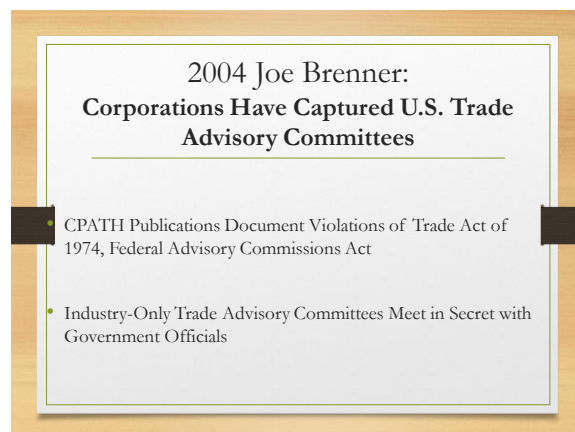 2004 Joe Brenner:
Corporations Have Captured U.S. Trade
Advisory Committees
• CPATH Publications Document Violations of Trade Act of
1974, Federal Advisory Commissions Act
• Industry-Only Trade Advisory Committees Meet in Secret with
Government Officials